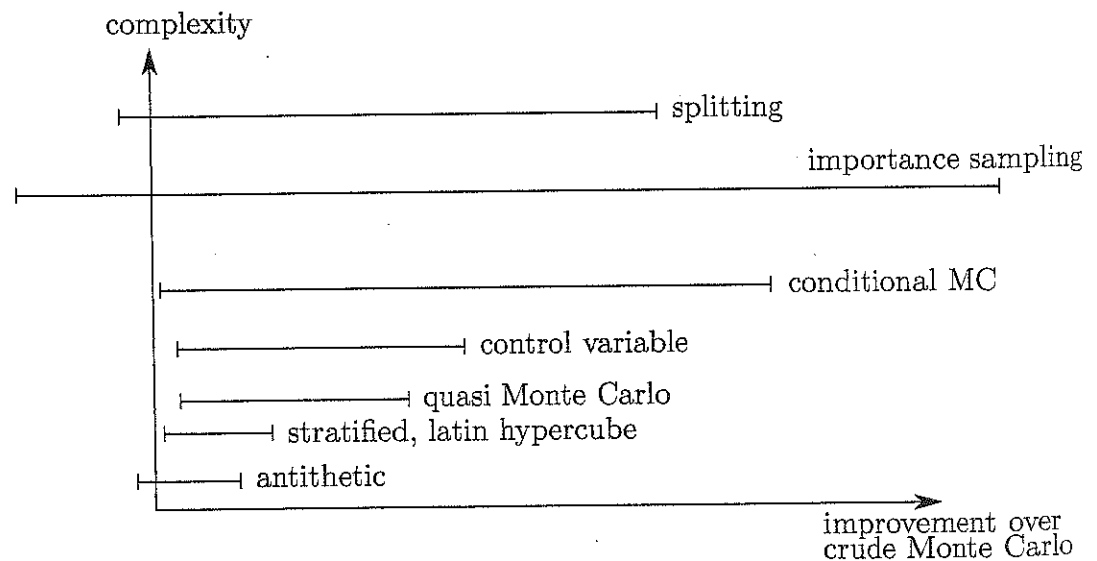 complexity
splitting
importance sampling
conditional MC
control variable
quasi Monte Carlo
stratified, latin hypercube
antithetic
improvement over
crude Monte Carlo